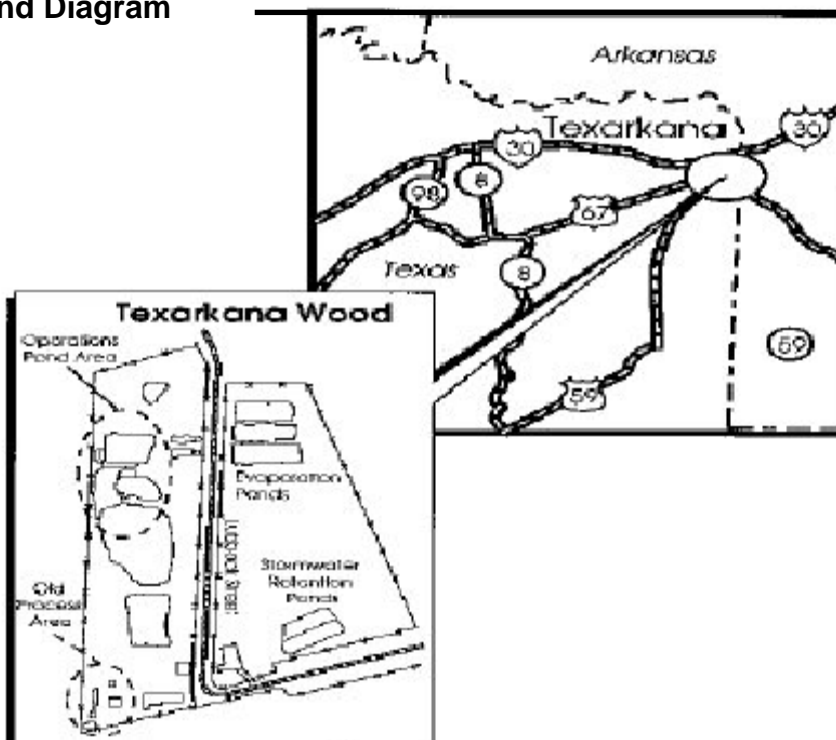 nd Diagram
Arkansas
Texarkana
30
30
98
8
67
Texas
8
59
59
Texarkana Wood
Operations
Pond Area
Evaporation
Ponds
Stormwater
Retention
Ponds
Old
Process
Area